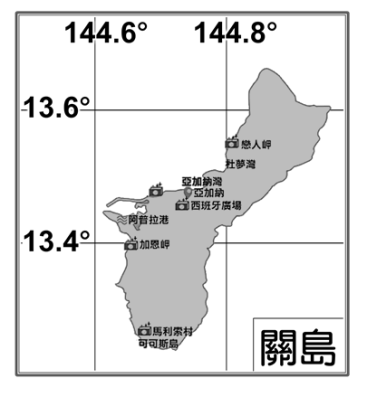 144.6° 144.8°
13.6°
戀人岬
杜夢灣
亞加納灣
亞加納
西班牙廣場
阿普拉港
13.4°
加恩岬
馬利索村
可可斯島
關島